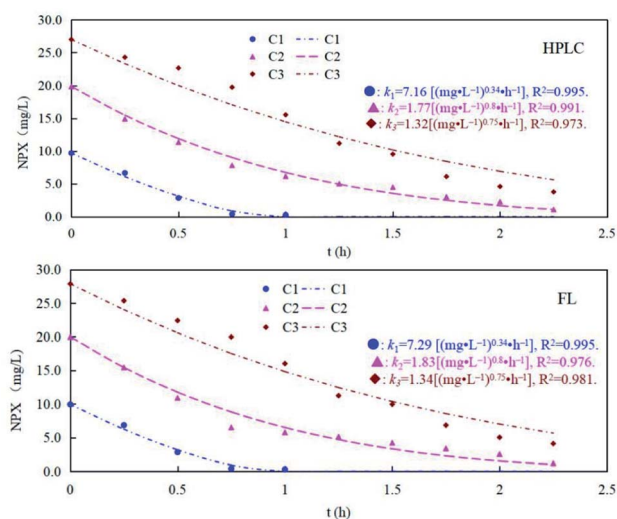 30.0
25.0
20.0
15.0
10.0
5.0
0.0
NPX (mg/L)
C1 C1
C2 C2
C3 C3
HPLC
: k₁=7.16 [(mg•L⁻¹)⁰·³⁴•h⁻¹], R²=0.995.
: k₂=1.77[(mg•L⁻¹)⁰·⁸•h⁻¹], R²=0.991.
: k₃=1.32[(mg•L⁻¹)⁰·⁷⁵•h⁻¹], R²=0.973.
0 0.5 1 1.5 2 2.5
t (h)
30.0
25.0
20.0
15.0
10.0
5.0
0.0
NPX (mg/L)
C1 C1
C2 C2
C3 C3
FL
: k₁=7.29 [(mg•L⁻¹)⁰·³⁴•h⁻¹], R²=0.995.
: k₂=1.83[(mg•L⁻¹)⁰·⁸•h⁻¹], R²=0.976.
: k₃=1.34[(mg•L⁻¹)⁰·⁷⁵•h⁻¹], R²=0.981.
0 0.5 1 1.5 2 2.5
t (h)